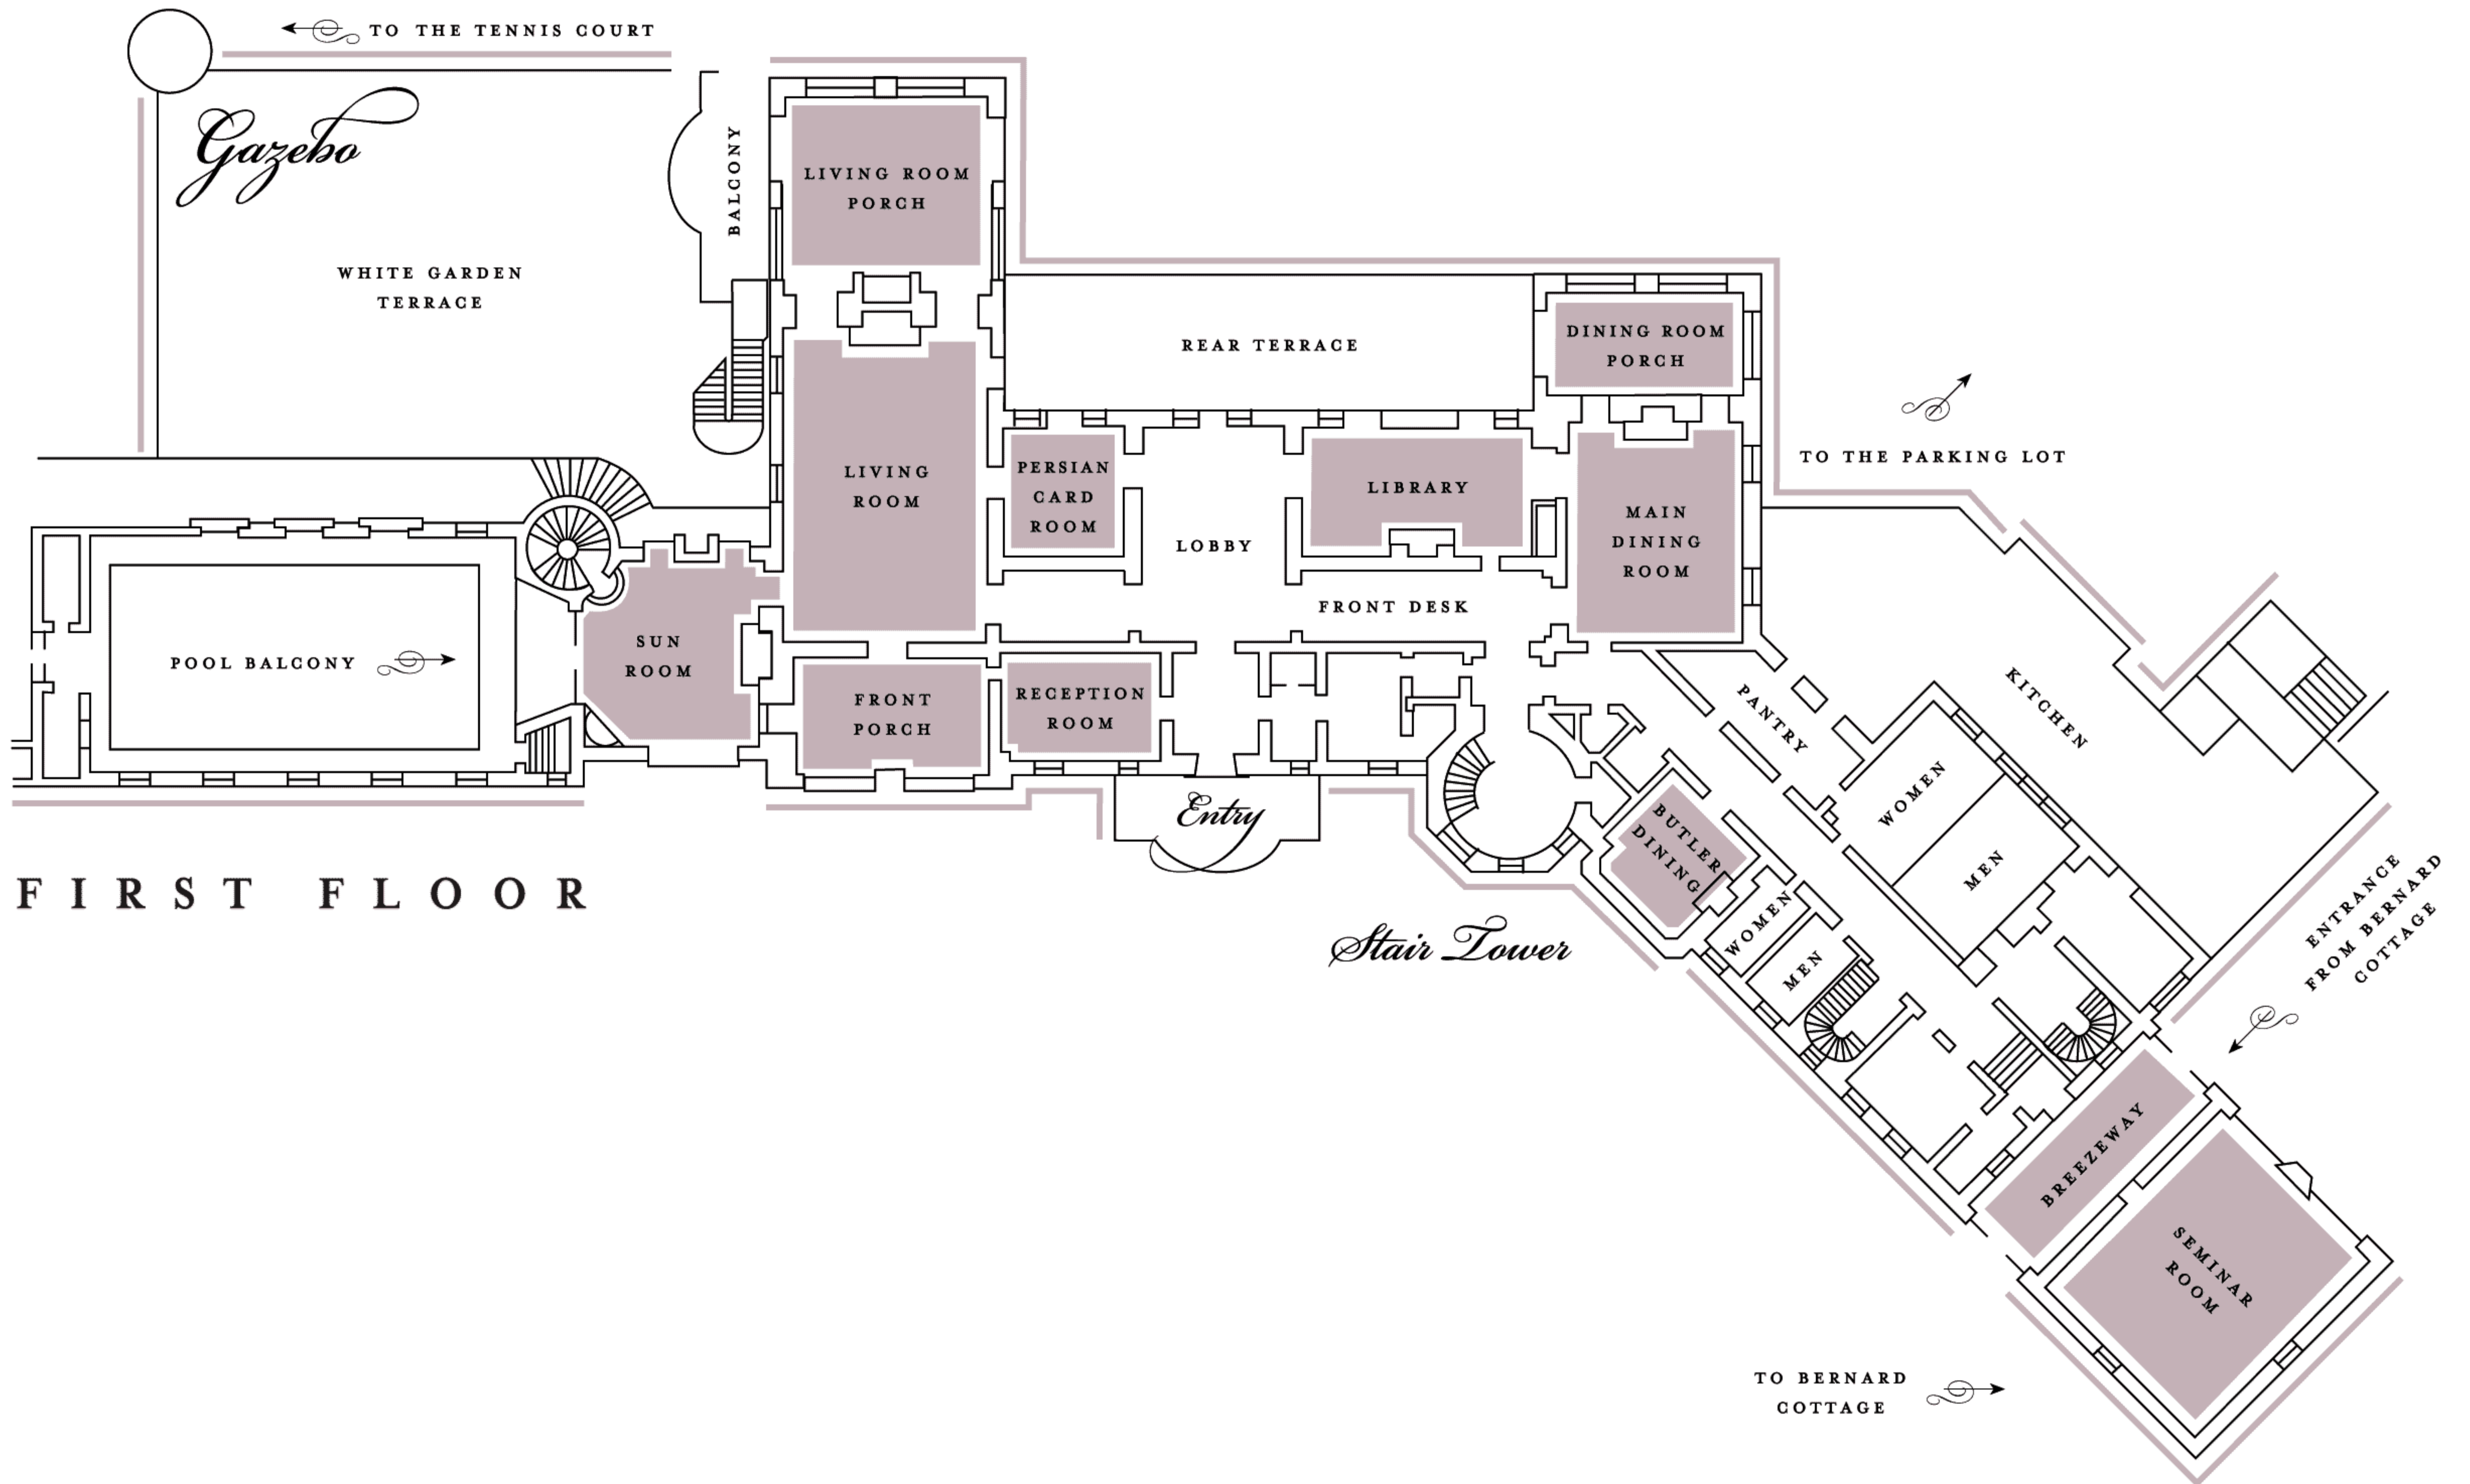 TO THE TENNIS COURT
Gazebo
BALCONY
LIVING ROOM
PORCH
WHITE GARDEN
TERRACE
REAR TERRACE
DINING ROOM
PORCH
TO THE PARKING LOT
LIVING
ROOM
PERSIAN
CARD
ROOM
LIBRARY
MAIN
DINING
ROOM
LOBBY
FRONT DESK
POOL BALCONY
SUN
ROOM
FRONT
PORCH
RECEPTION
ROOM
PANTRY
KITCHEN
WOMEN
MEN
Entry
BUTLER
DINING
WOMEN
MEN
FIRST FLOOR
Stair Tower
ENTRANCE
FROM BERNARD
COTTAGE
BREEZEWAY
SEMINAR
ROOM
TO BERNARD
COTTAGE